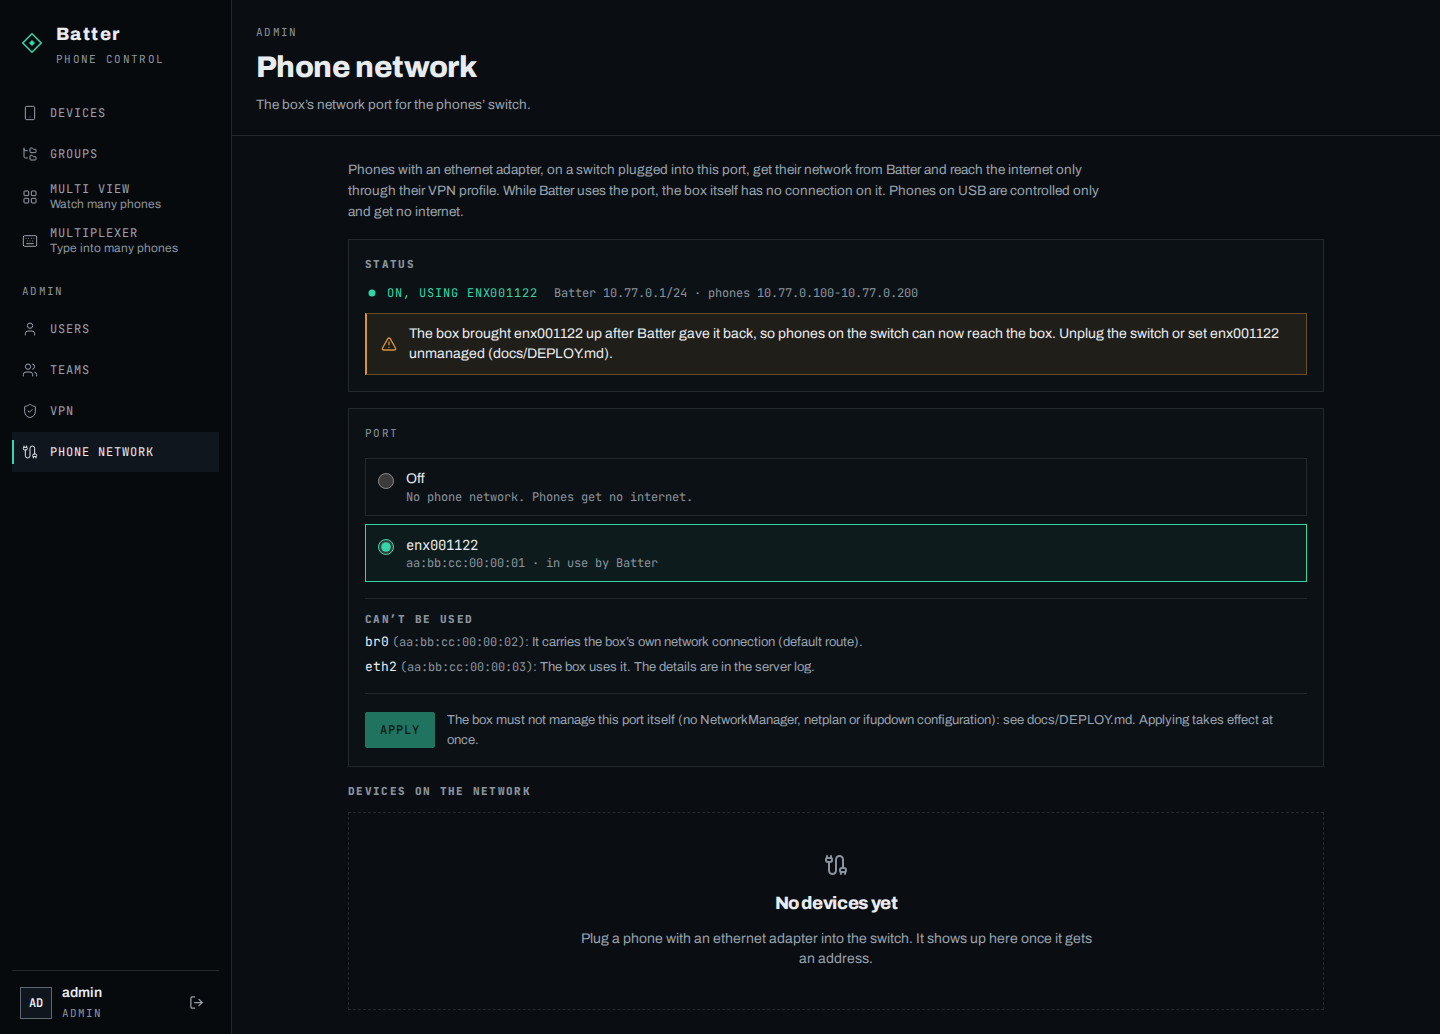 Batter
PHONE CONTROL
DEVICES
GROUPS
MULTI VIEW
Watch many phones
MULTIPLEXER
Type into many phones
ADMIN
USERS
TEAMS
VPN
PHONE NETWORK
AD
admin
ADMIN
ADMIN
Phone network
The box’s network port for the phones’ switch.
Phones with an ethernet adapter, on a switch plugged into this port, get their network from Batter and reach the internet only
through their VPN profile. While Batter uses the port, the box itself has no connection on it. Phones on USB are controlled only
and get no internet.
STATUS
ON, USING ENX001122 Batter 10.77.0.1/24 · phones 10.77.0.100-10.77.0.200
The box brought enx001122 up after Batter gave it back, so phones on the switch can now reach the box. Unplug the switch or set enx001122
unmanaged (docs/DEPLOY.md).
PORT
Off
No phone network. Phones get no internet.
enx001122
aa:bb:cc:00:00:01 · in use by Batter
CAN’T BE USED
br0 (aa:bb:cc:00:00:02): It carries the box’s own network connection (default route).
eth2 (aa:bb:cc:00:00:03): The box uses it. The details are in the server log.
APPLY
The box must not manage this port itself (no NetworkManager, netplan or ifupdown configuration): see docs/DEPLOY.md. Applying takes effect at
once.
DEVICES ON THE NETWORK
No devices yet
Plug a phone with an ethernet adapter into the switch. It shows up here once it gets
an address.